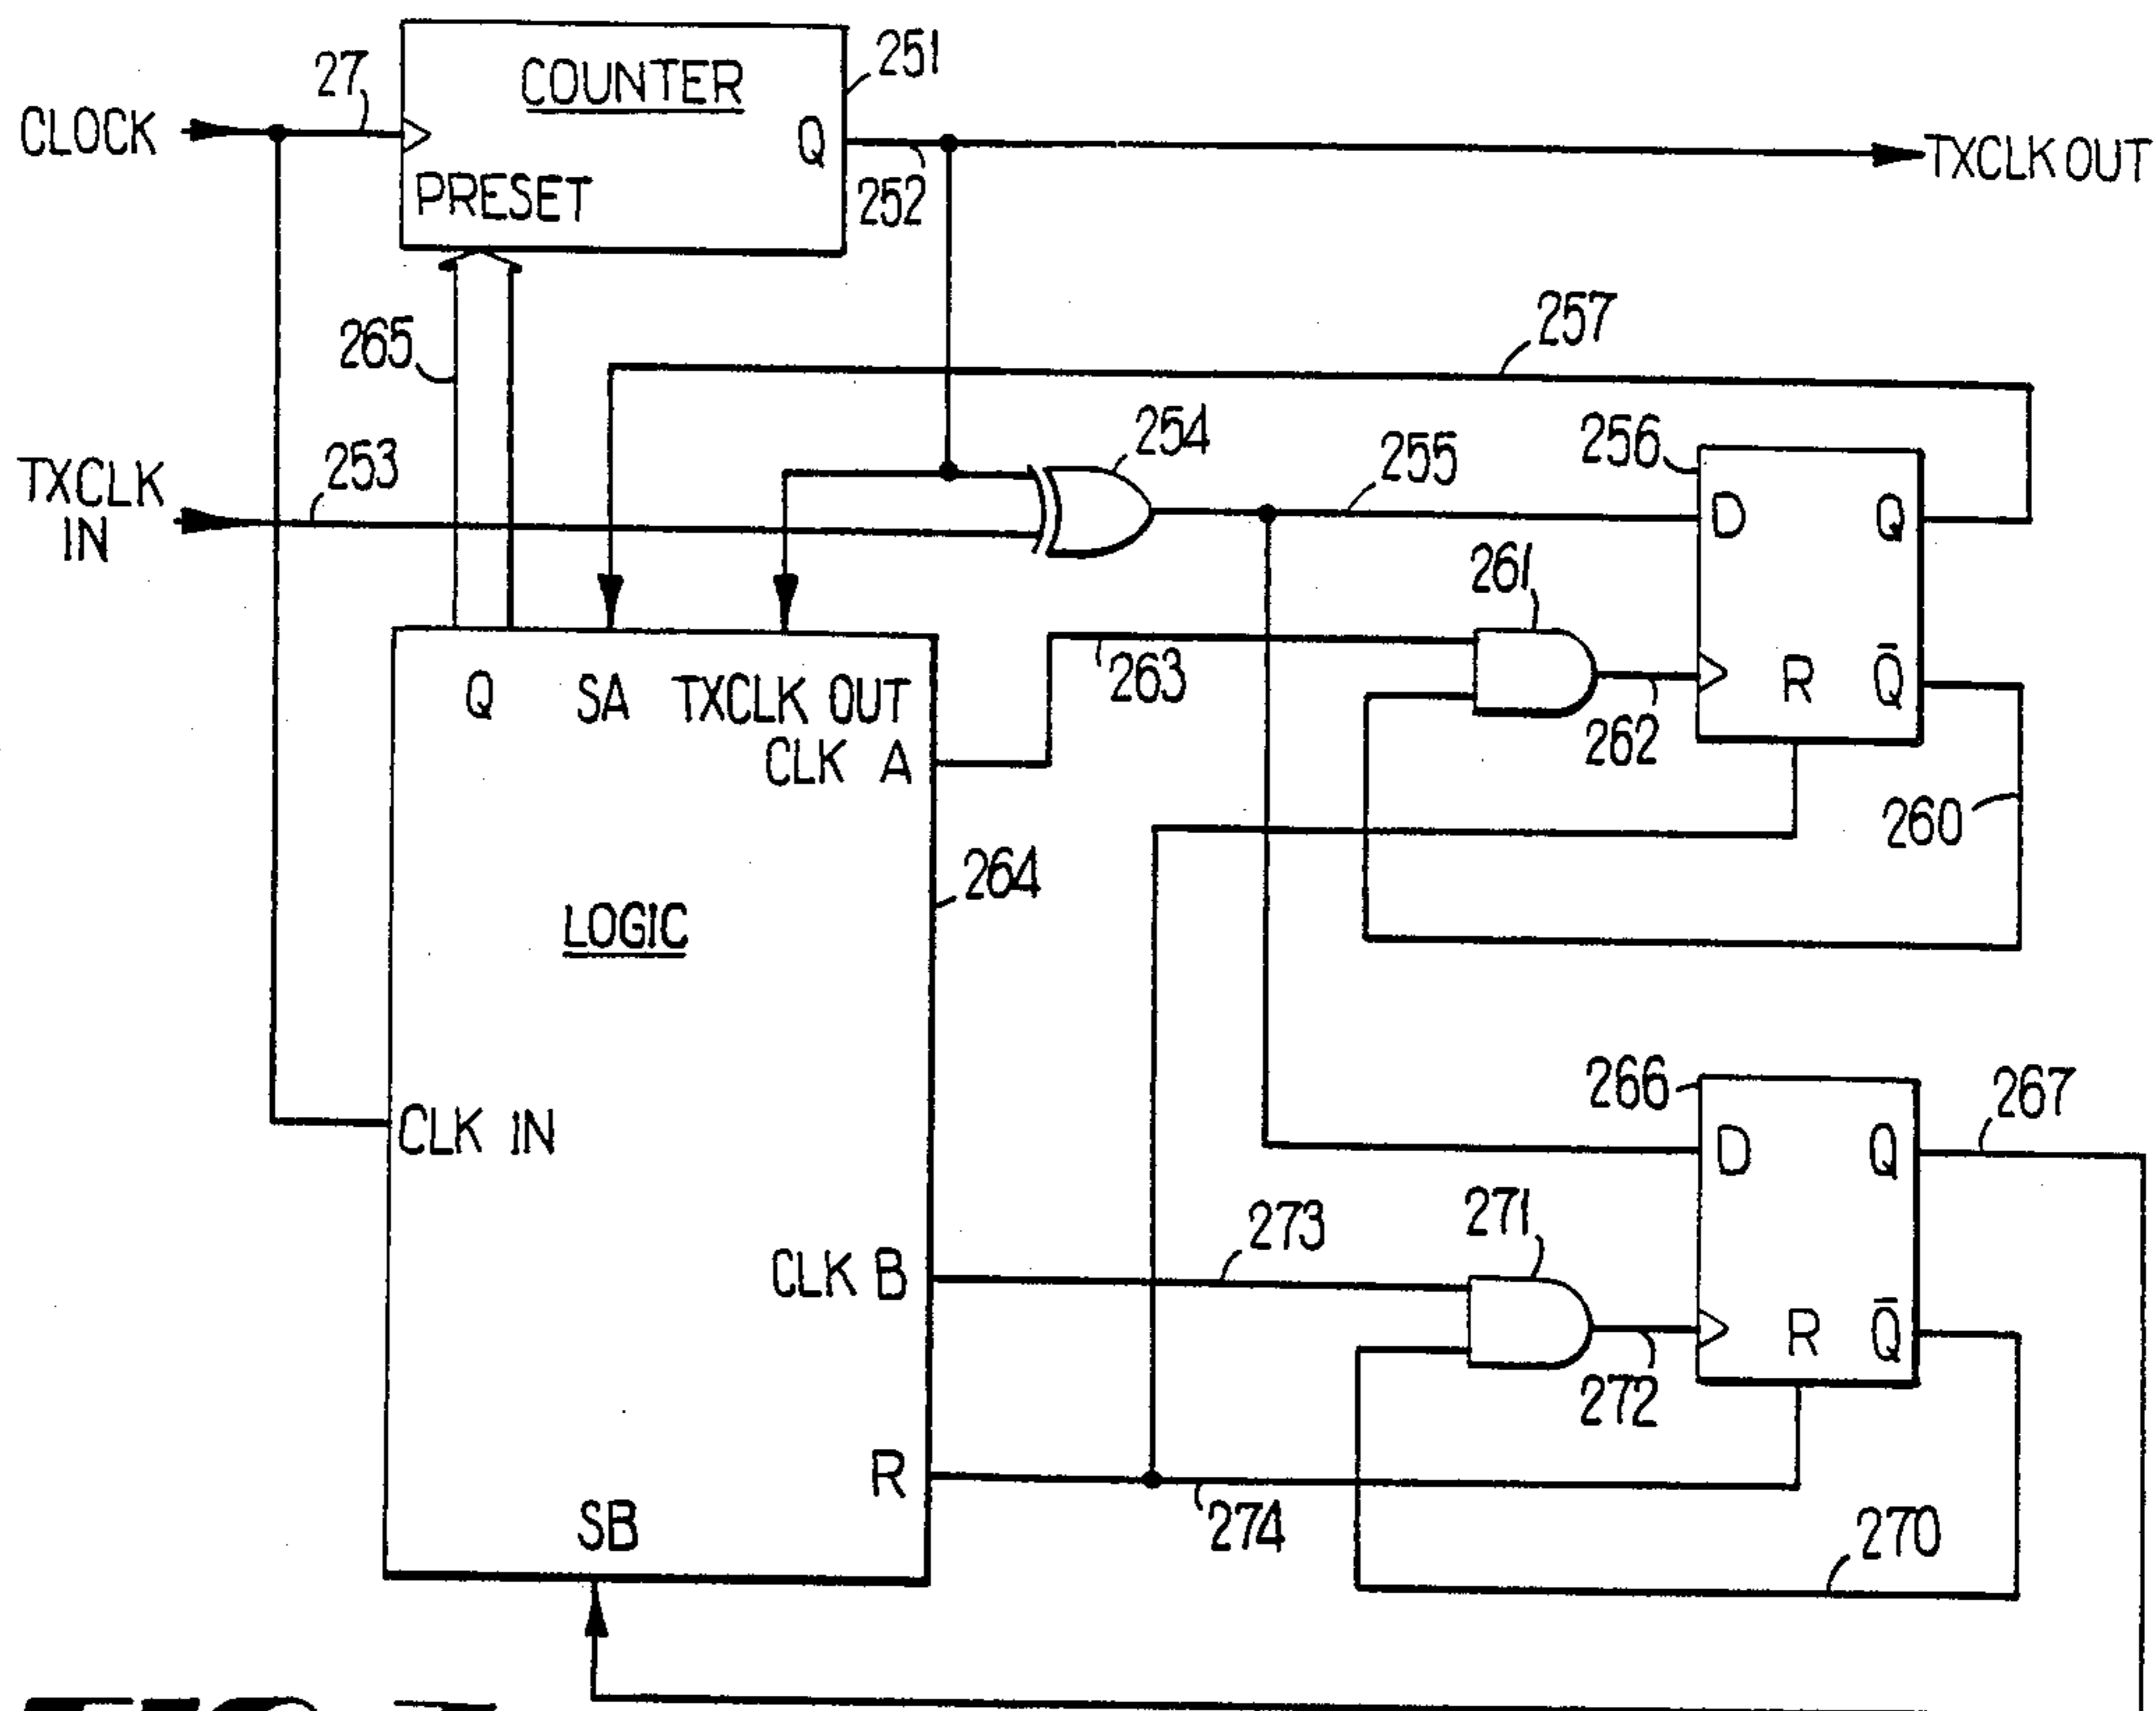 COUNTER
251
27
CLOCK
Q
TXCLK OUT
PRESET
252
257
265
254
256
255
253
TXCLK
IN
D
Q
261
263
262
R
Q̄
Q
SA
TXCLK OUT
CLK A
260
264
LOGIC
266
267
CLK IN
D
Q
273
271
CLK B
272
R
Q̄
R
274
270
SB